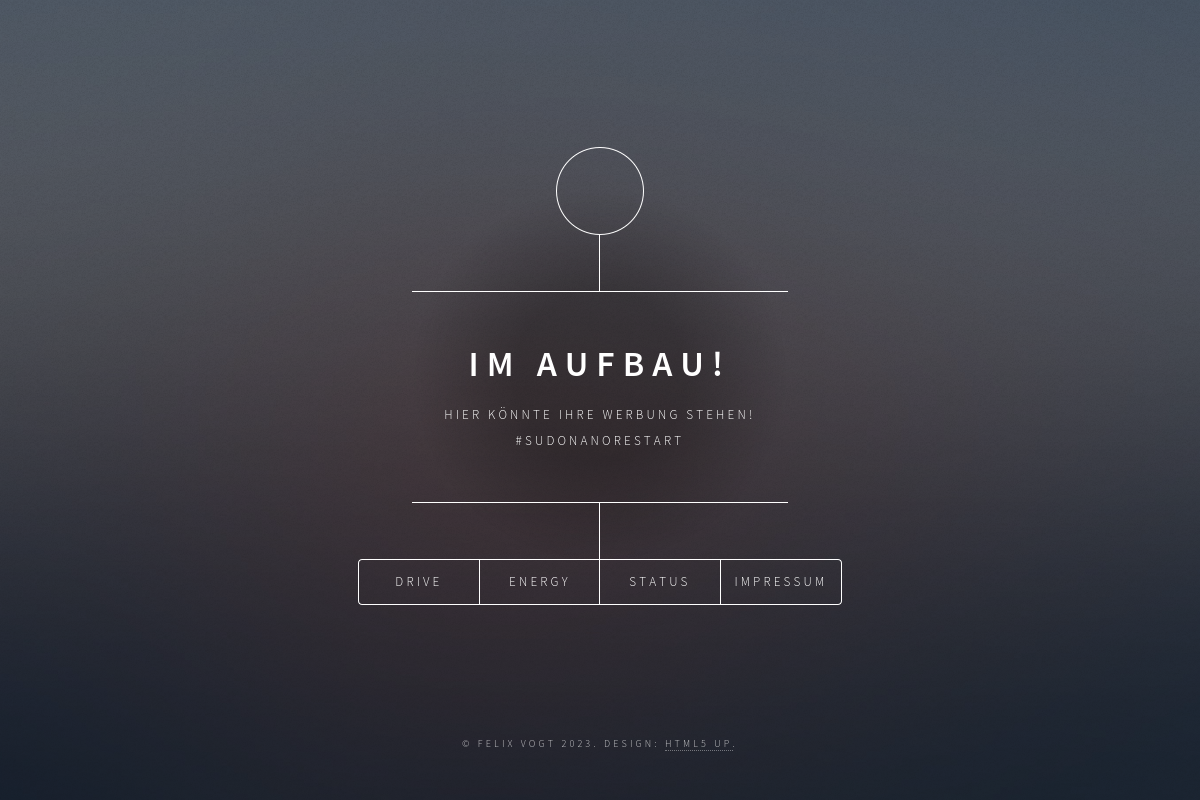 IM AUFBAU!
HIER KÖNNTE IHRE WERBUNG STEHEN!
#SUDONANORESTART
DRIVE
ENERGY
STATUS
IMPRESSUM
© FELIX VOGT 2023. DESIGN: HTML5 UP.